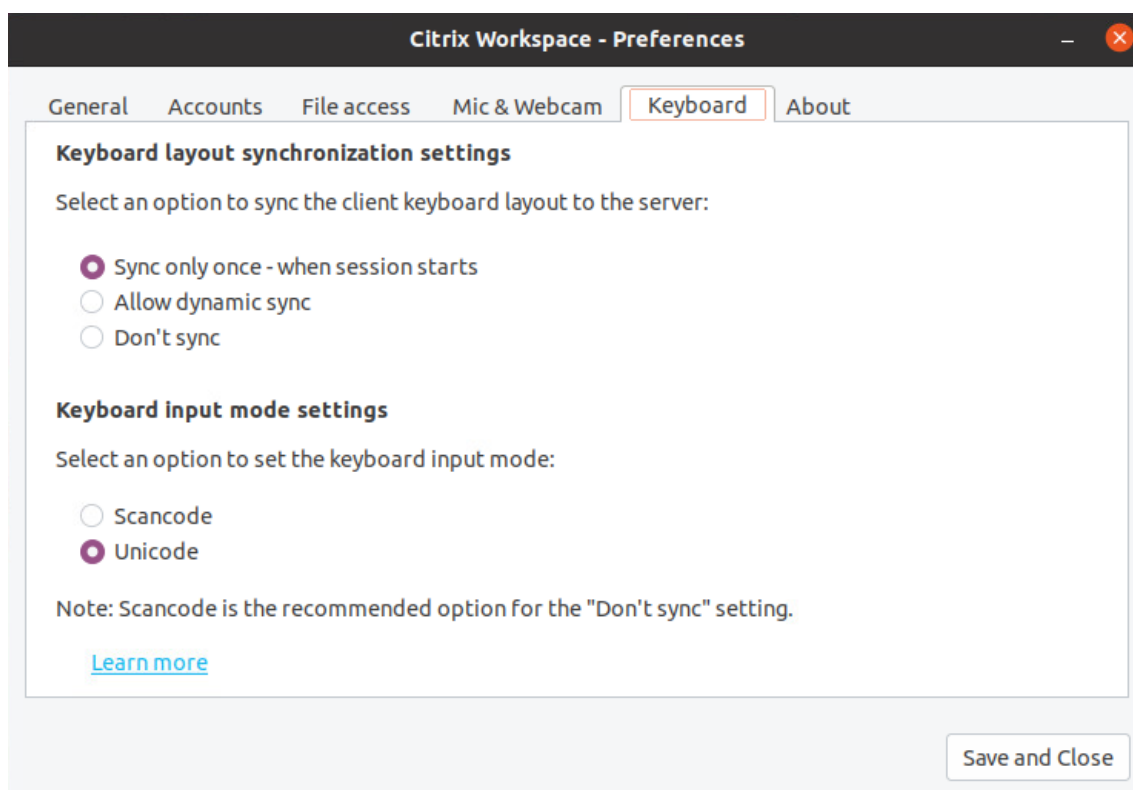 Citrix Workspace - Preferences
General Accounts File access Mic & Webcam Keyboard About
Keyboard layout synchronization settings
Select an option to sync the client keyboard layout to the server:
Sync only once - when session starts
Allow dynamic sync
Don't sync
Keyboard input mode settings
Select an option to set the keyboard input mode:
Scancode
Unicode
Note: Scancode is the recommended option for the "Don't sync" setting.
Learn more
Save and Close